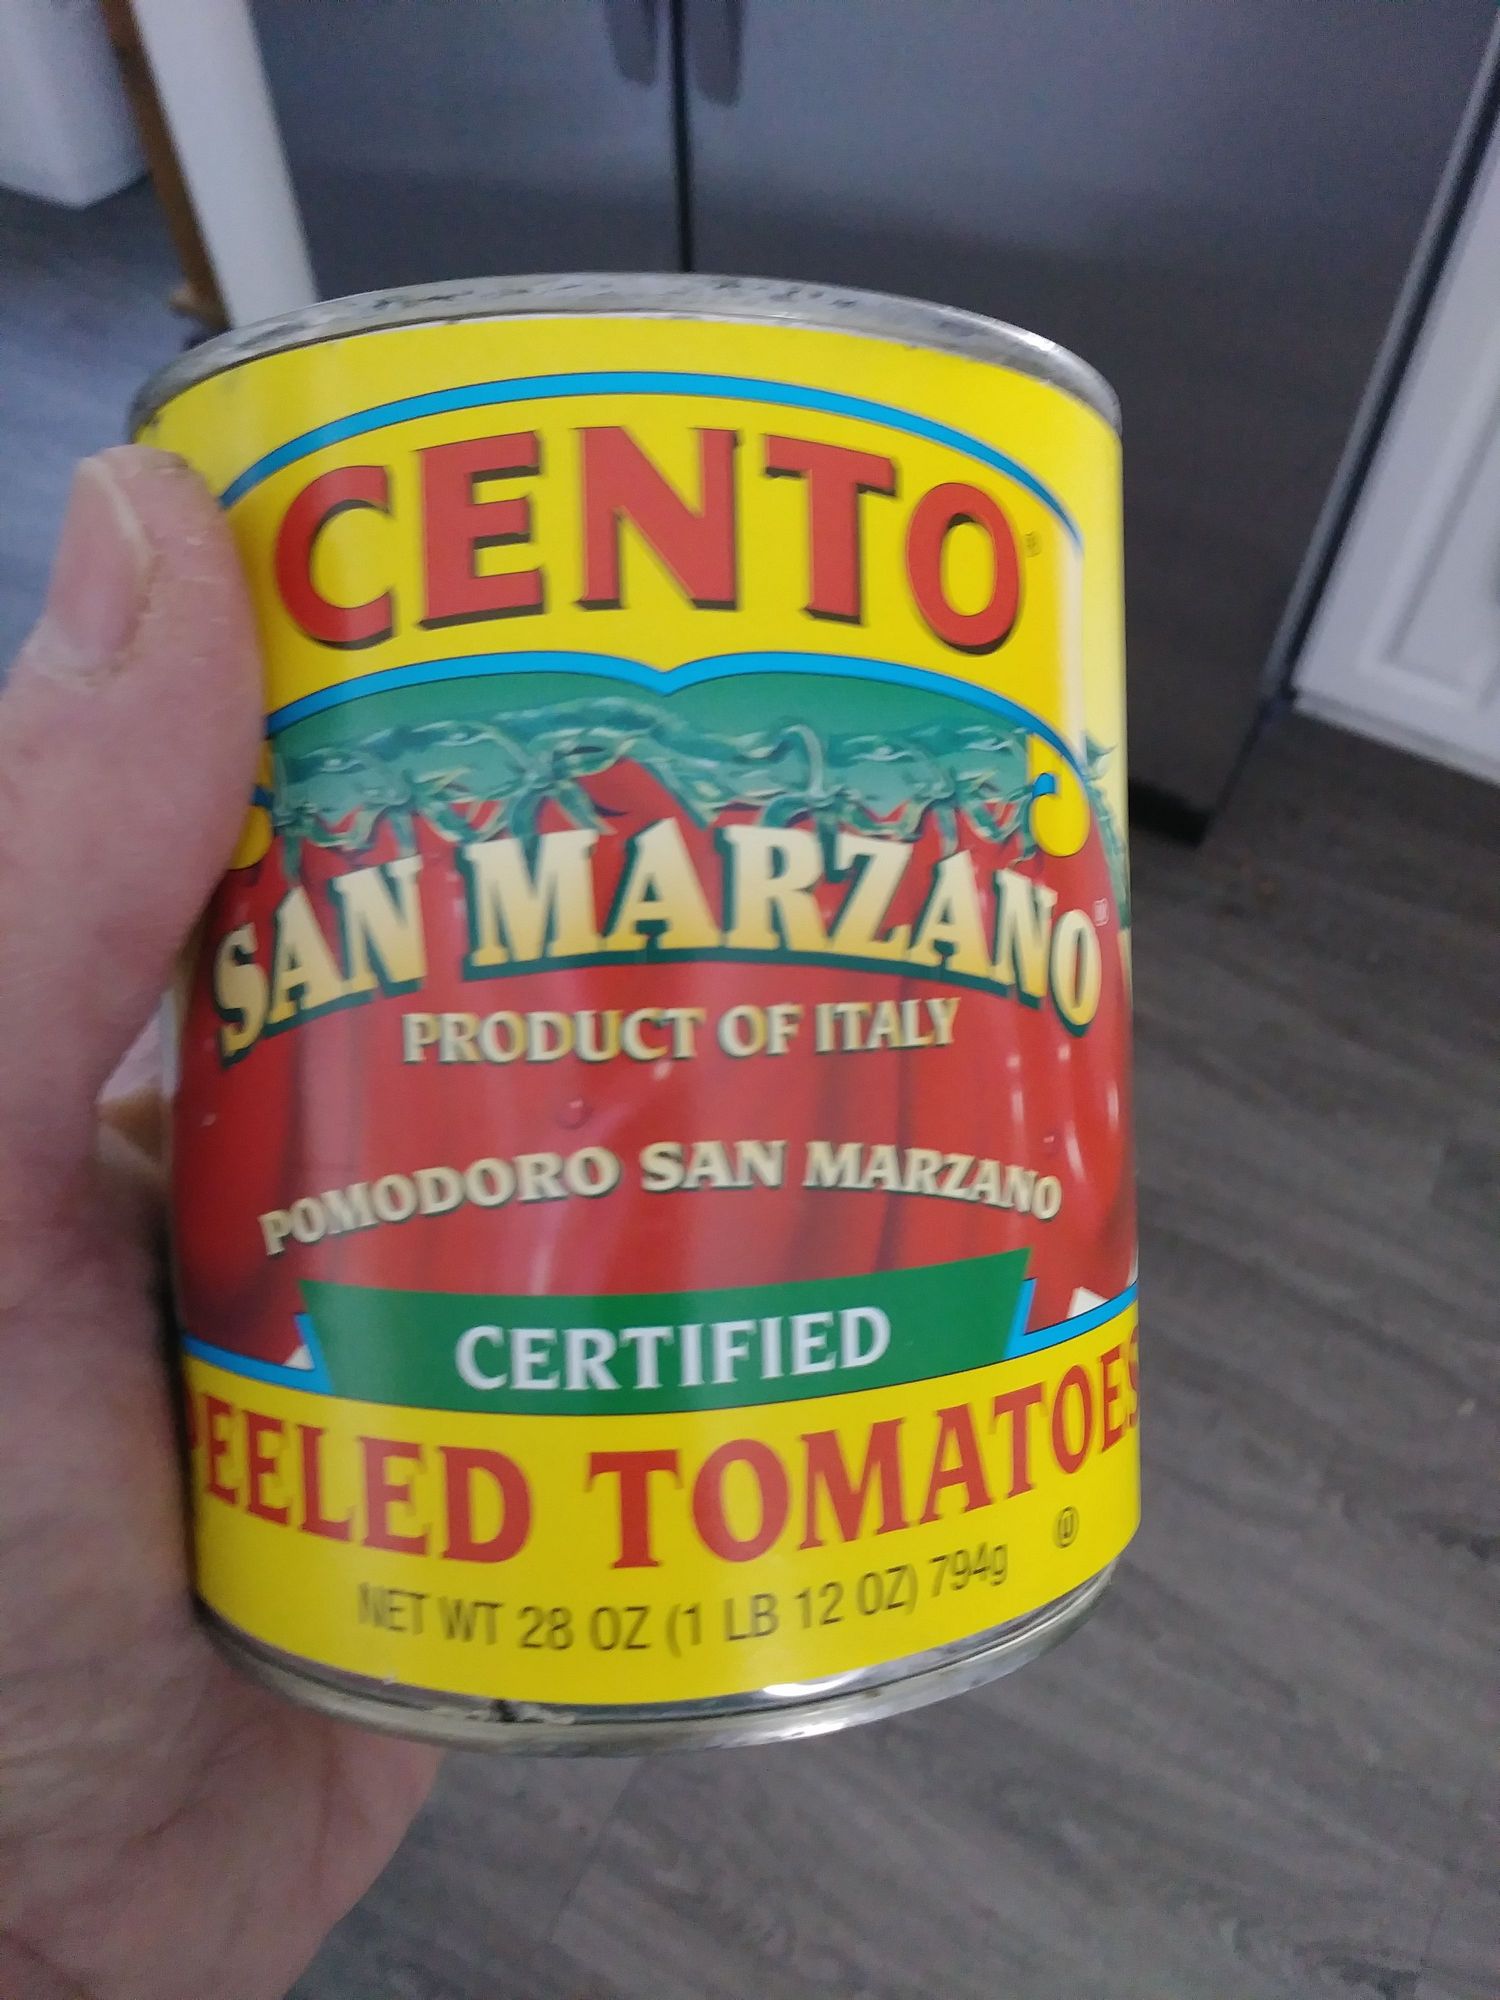 CENTO
SAN MARZANO
PRODUCT OF ITALY
POMODORO SAN MARZANO
CERTIFIED
PEELED TOMATOES
NET WT 28 OZ (1 LB 12 OZ) 794g